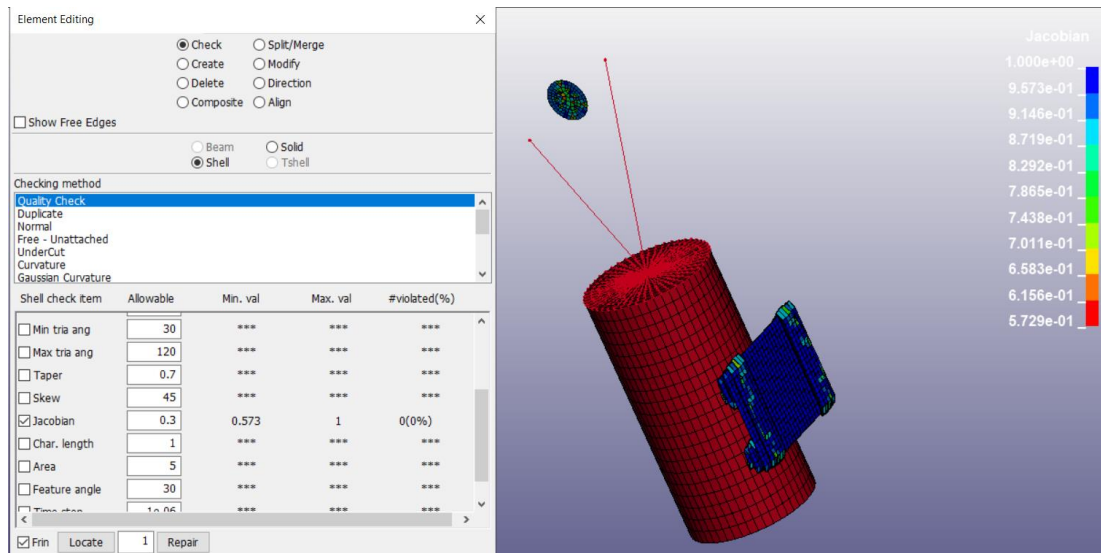 Element Editing
Check Split/Merge
Create Modify
Delete Direction
Composite Align
Show Free Edges
Beam Solid
Shell Tshell
Checking method
Quality Check
Duplicate
Normal
Free - Unattached
UnderCut
Curvature
Gaussian Curvature
Shell check item Allowable Min. val Max. val #violated(%)
Min tria ang 30 *** *** ***
Max tria ang 120 *** *** ***
Taper 0.7 *** *** ***
Skew 45 *** *** ***
Jacobian 0.3 0.573 1 0(0%)
Char. length 1 *** *** ***
Area 5 *** *** ***
Feature angle 30 *** *** ***
Time step 1e-06 *** *** ***
Frin Locate 1 Repair
Jacobian
1.000e+00
9.573e-01
9.146e-01
8.719e-01
8.292e-01
7.865e-01
7.438e-01
7.011e-01
6.583e-01
6.156e-01
5.729e-01